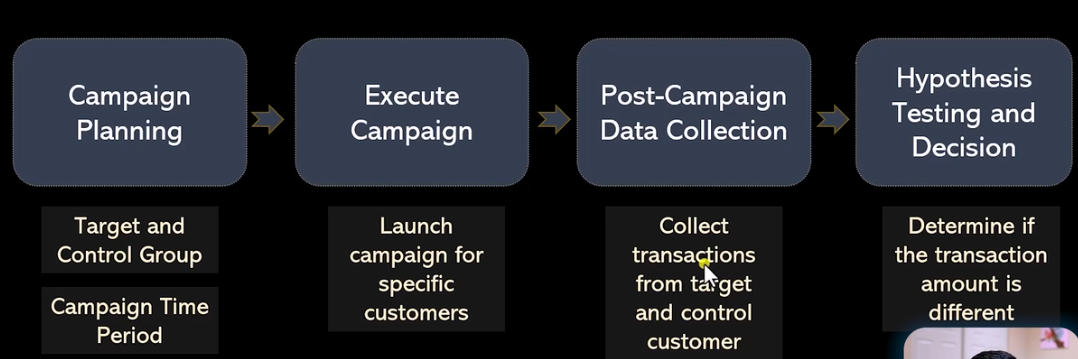 Campaign
Planning
Execute
Campaign
Post-Campaign
Data Collection
Hypothesis
Testing and
Decision
Target and
Control Group
Campaign Time
Period
Launch
campaign for
specific
customers
Collect
transactions
from target
and control
customer
Determine if
the transaction
amount is
different